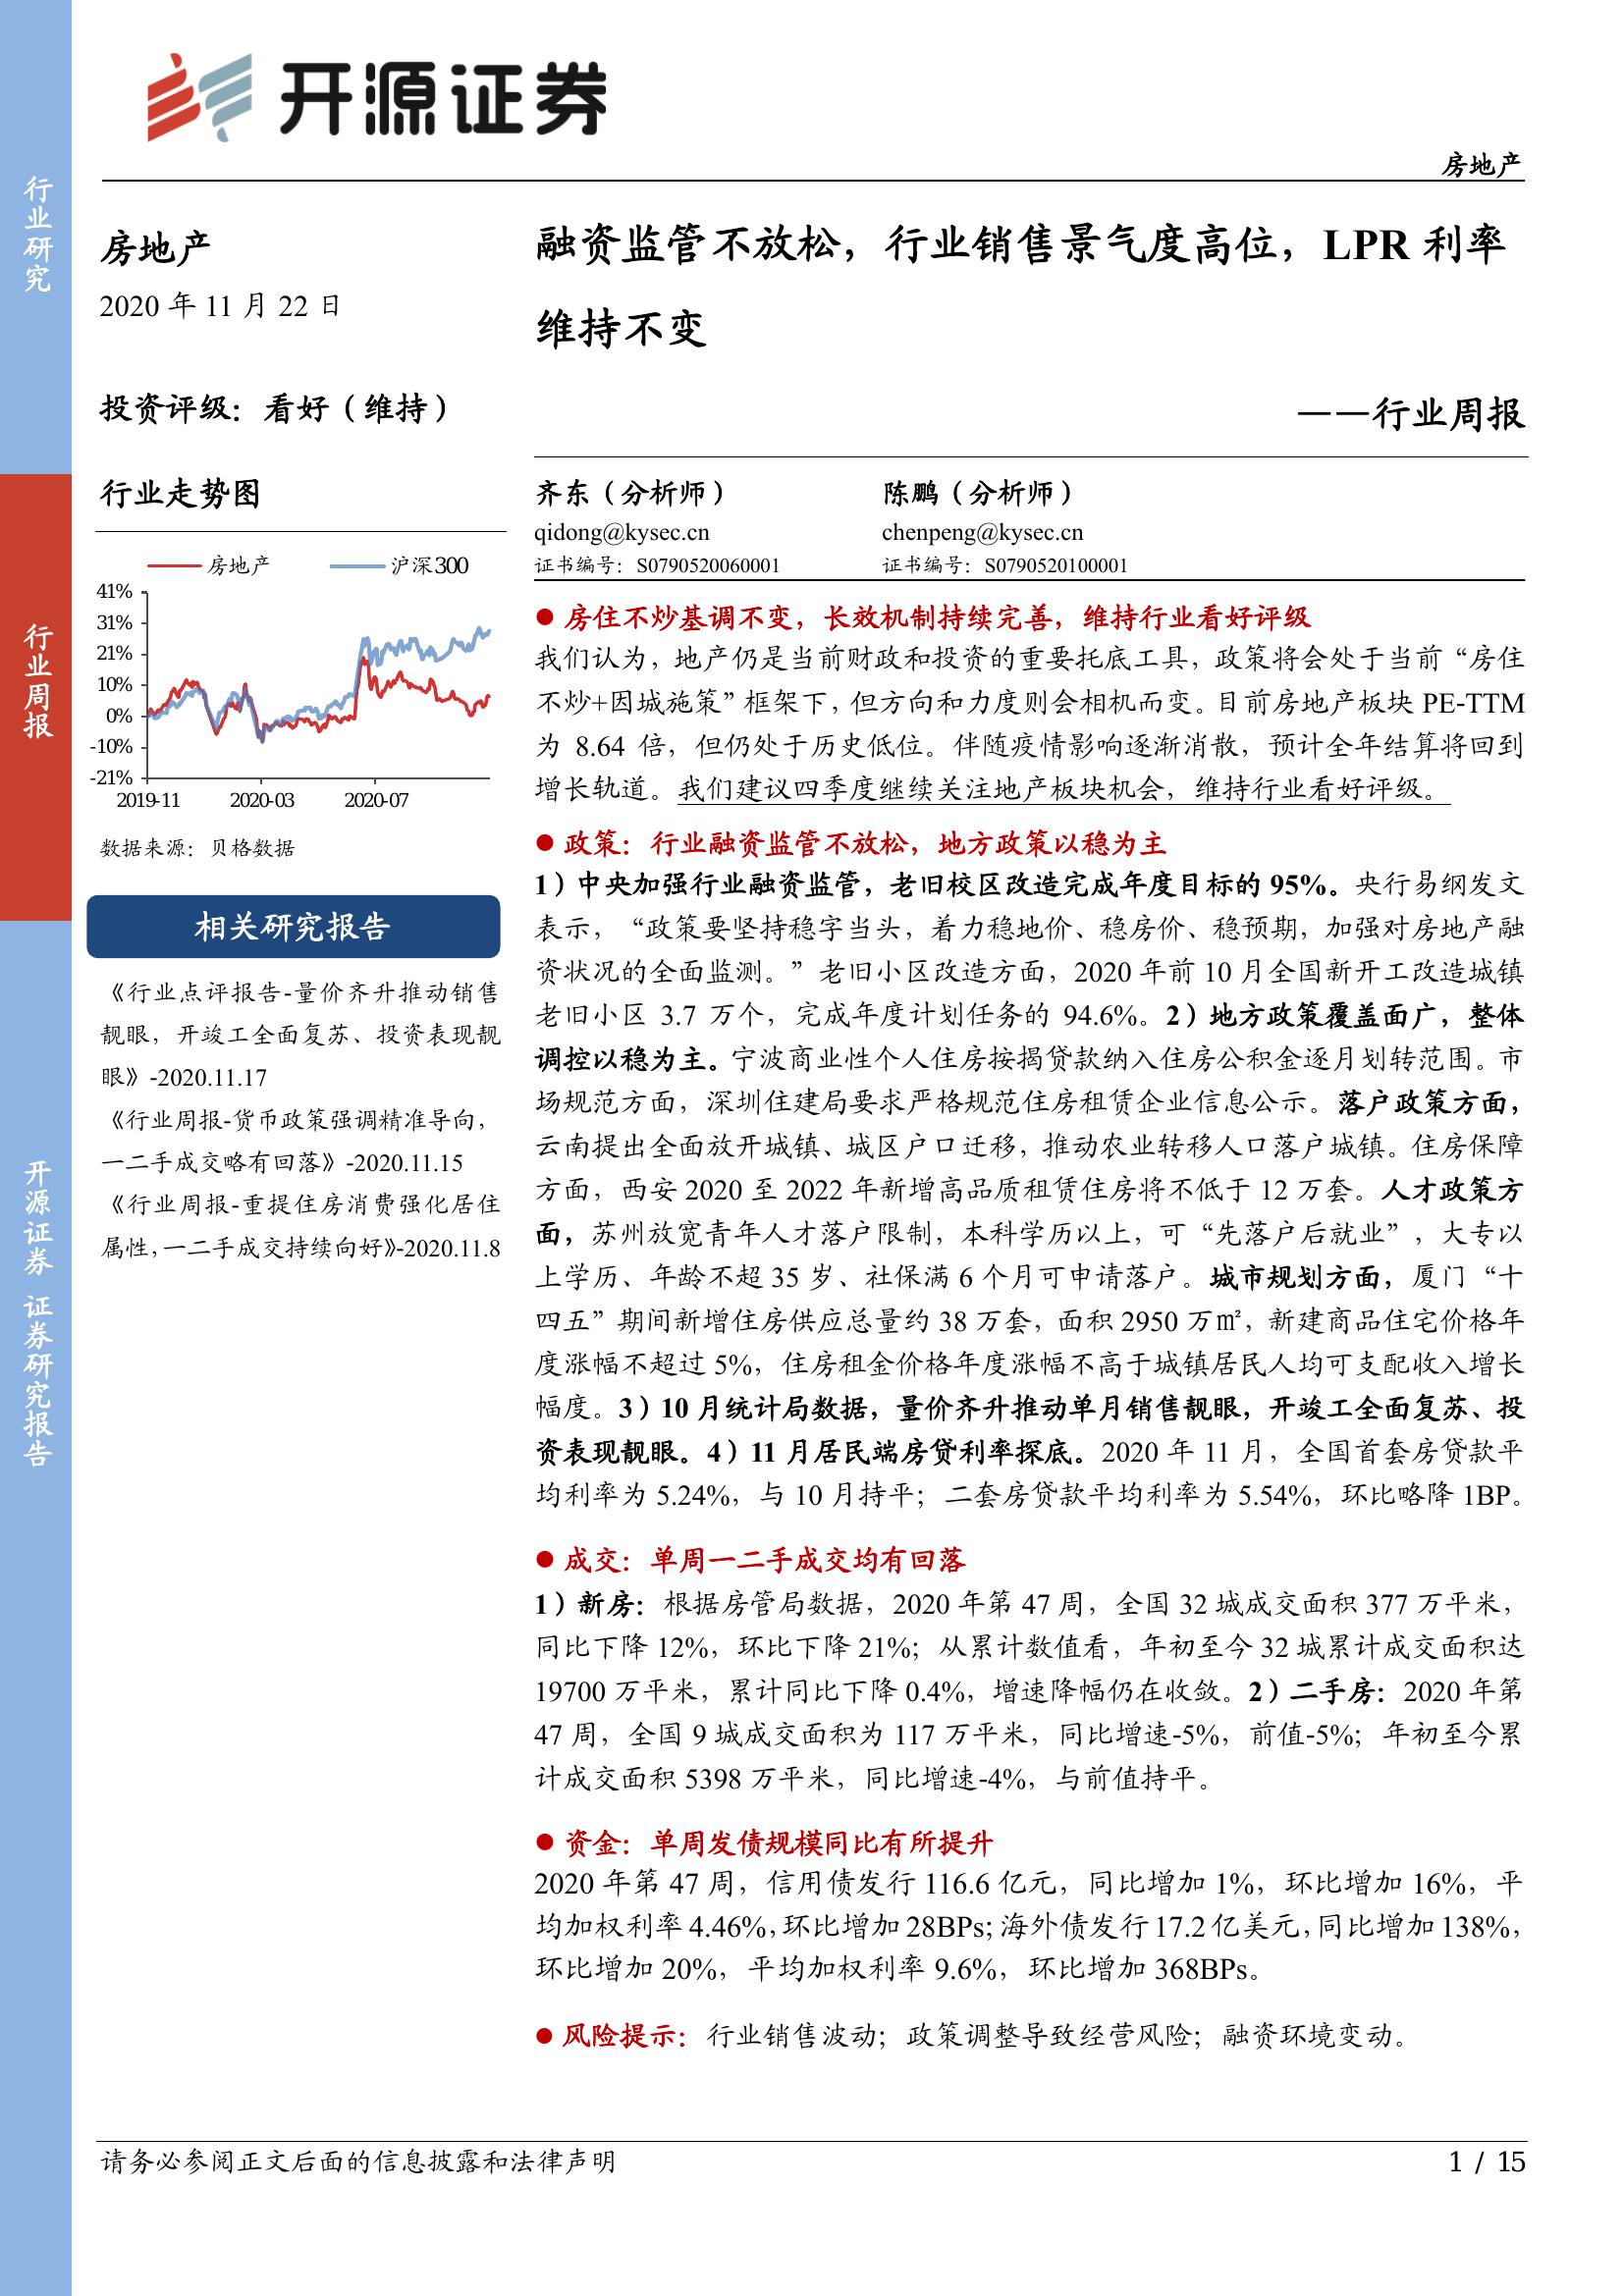 开源证券
房地产
行业研究
行业周报
开源证券 证券研究报告
房地产
2020 年 11 月 22 日
投资评级：看好（维持）
行业走势图
房地产 沪深300
41%
31%
21%
10%
0%
-10%
-21%
2019-11 2020-03 2020-07
数据来源：贝格数据
相关研究报告
《行业点评报告-量价齐升推动销售
靓眼，开竣工全面复苏、投资表现靓
眼》-2020.11.17
《行业周报-货币政策强调精准导向，
一二手成交略有回落》-2020.11.15
《行业周报-重提住房消费强化居住
属性，一二手成交持续向好》-2020.11.8
融资监管不放松，行业销售景气度高位，LPR 利率
维持不变
——行业周报
齐东（分析师） 陈鹏（分析师）
qidong@kysec.cn chenpeng@kysec.cn
证书编号：S0790520060001 证书编号：S0790520100001
● 房住不炒基调不变，长效机制持续完善，维持行业看好评级
我们认为，地产仍是当前财政和投资的重要托底工具，政策将会处于当前“房住
不炒+因城施策”框架下，但方向和力度则会相机而变。目前房地产板块 PE-TTM
为 8.64 倍，但仍处于历史低位。伴随疫情影响逐渐消散，预计全年结算将回到
增长轨道。我们建议四季度继续关注地产板块机会，维持行业看好评级。
● 政策：行业融资监管不放松，地方政策以稳为主
1）中央加强行业融资监管，老旧校区改造完成年度目标的 95%。央行易纲发文
表示，“政策要坚持稳字当头，着力稳地价、稳房价、稳预期，加强对房地产融
资状况的全面监测。”老旧小区改造方面，2020 年前 10 月全国新开工改造城镇
老旧小区 3.7 万个，完成年度计划任务的 94.6%。2）地方政策覆盖面广，整体
调控以稳为主。宁波商业性个人住房按揭贷款纳入住房公积金逐月划转范围。市
场规范方面，深圳住建局要求严格规范住房租赁企业信息公示。落户政策方面，
云南提出全面放开城镇、城区户口迁移，推动农业转移人口落户城镇。住房保障
方面，西安 2020 至 2022 年新增高品质租赁住房将不低于 12 万套。人才政策方
面，苏州放宽青年人才落户限制，本科学历以上，可“先落户后就业”，大专以
上学历、年龄不超 35 岁、社保满 6 个月可申请落户。城市规划方面，厦门“十
四五”期间新增住房供应总量约 38 万套，面积 2950 万㎡，新建商品住宅价格年
度涨幅不超过 5%，住房租金价格年度涨幅不高于城镇居民人均可支配收入增长
幅度。3）10 月统计局数据，量价齐升推动单月销售靓眼，开竣工全面复苏、投
资表现靓眼。4）11 月居民端房贷利率探底。2020 年 11 月，全国首套房贷款平
均利率为 5.24%，与 10 月持平；二套房贷款平均利率为 5.54%，环比略降 1BP。
● 成交：单周一二手成交均有回落
1）新房：根据房管局数据，2020 年第 47 周，全国 32 城成交面积 377 万平米，
同比下降 12%，环比下降 21%；从累计数值看，年初至今 32 城累计成交面积达
19700 万平米，累计同比下降 0.4%，增速降幅仍在收敛。2）二手房：2020 年第
47 周，全国 9 城成交面积为 117 万平米，同比增速-5%，前值-5%；年初至今累
计成交面积 5398 万平米，同比增速-4%，与前值持平。
● 资金：单周发债规模同比有所提升
2020 年第 47 周，信用债发行 116.6 亿元，同比增加 1%，环比增加 16%，平
均加权利率 4.46%，环比增加 28BPs；海外债发行 17.2 亿美元，同比增加 138%，
环比增加 20%，平均加权利率 9.6%，环比增加 368BPs。
● 风险提示：行业销售波动；政策调整导致经营风险；融资环境变动。
请务必参阅正文后面的信息披露和法律声明 1 / 15